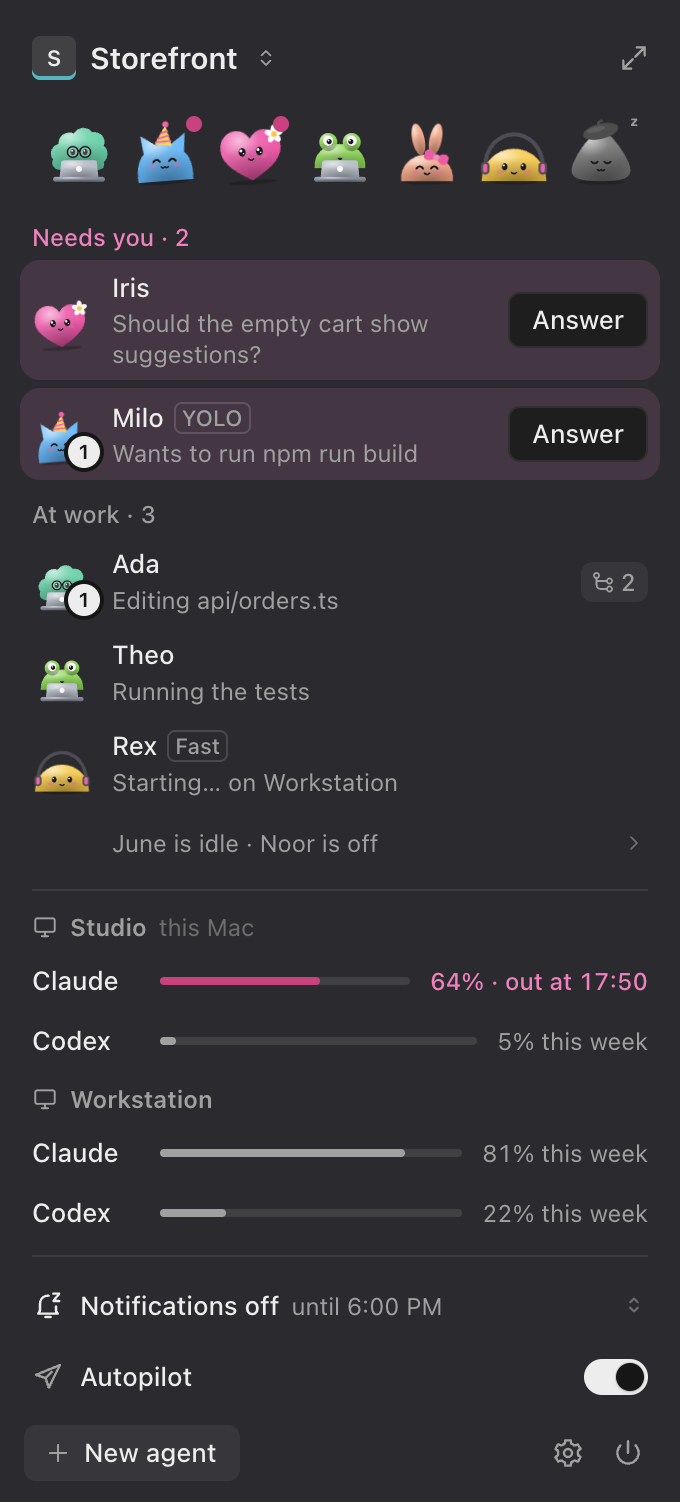 S Storefront
z
Needs you · 2
Iris
Should the empty cart show
suggestions?
Answer
Milo YOLO
1
Wants to run npm run build
Answer
At work · 3
Ada
1
Editing api/orders.ts
2
Theo
Running the tests
Rex Fast
Starting... on Workstation
June is idle · Noor is off
Studio this Mac
Claude 64% · out at 17:50
Codex 5% this week
Workstation
Claude 81% this week
Codex 22% this week
z Notifications off until 6:00 PM
Autopilot
+ New agent